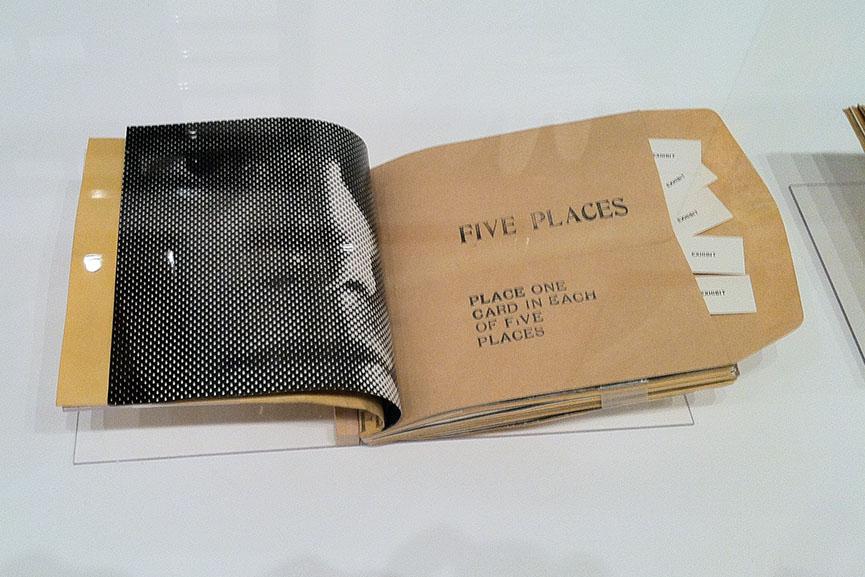 FIVE PLACES
PLACE ONE
CARD IN EACH
OF FiVE
PLACES
EXHIBIT
EXHIBIT
EXHIBIT
EXHIBIT
EXHIBIT